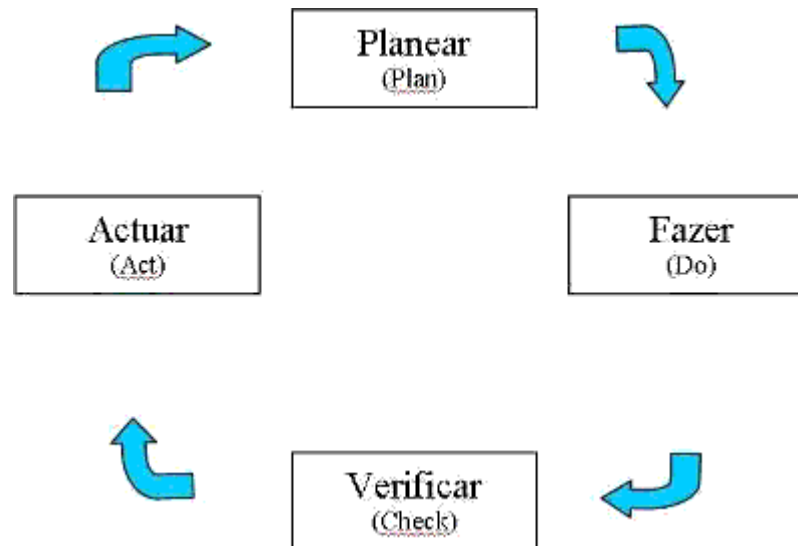 Planear
(Plan)
Actuar
(Act)
Fazer
(Do)
Verificar
(Check)